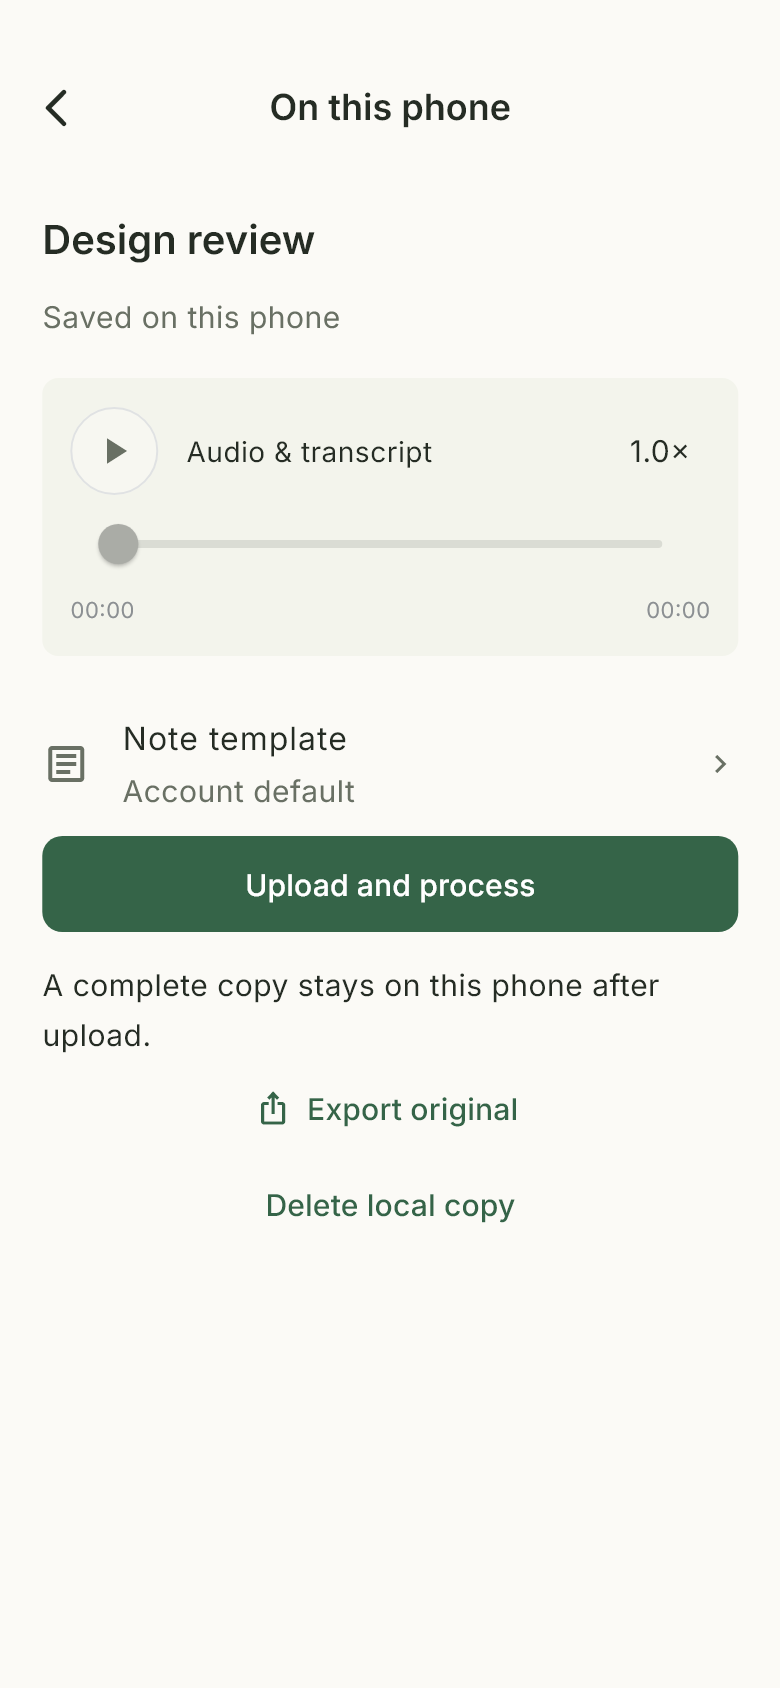 On this phone
Design review
Saved on this phone
Audio & transcript 1.0×
00:00 00:00
Note template
Account default
Upload and process
A complete copy stays on this phone after
upload.
Export original
Delete local copy